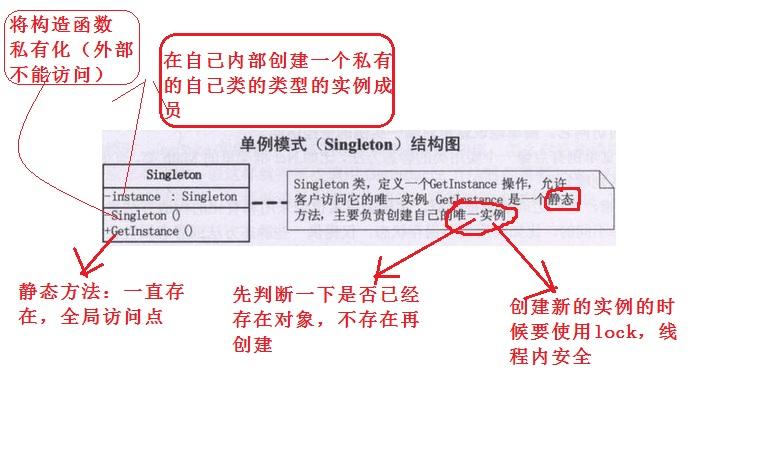 将构造函数
私有化（外部
不能访问）
在自己内部创建一个私有
的自己类的类型的实例成
员
单例模式（Singleton）结构图
Singleton
-instance : Singleton
-Singleton ()
+GetInstance ()
Singleton 类，定义一个GetInstance 操作，允许
客户访问它的唯一实例。GetInstance 是一个静态
方法，主要负责创建自己的唯一实例
静态方法：一直存
在，全局访问点
先判断一下是否已经
存在对象，不存在再
创建
创建新的实例的时
候要使用lock，线
程内安全